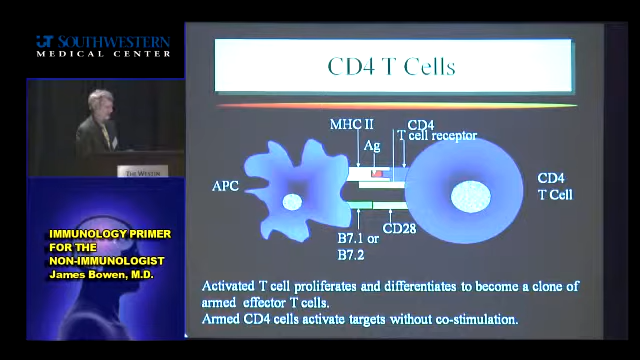 UT SOUTHWESTERN
MEDICAL CENTER
THE WESTIN
IMMUNOLOGY PRIMER
FOR THE
NON-IMMUNOLOGIST
James Bowen, M.D.
CD4 T Cells
MHC II
CD4
T cell receptor
Ag
APC
CD4
T Cell
CD28
B7.1 or
B7.2
Activated T cell proliferates and differentiates to become a clone of
armed effector T cells.
Armed CD4 cells activate targets without co-stimulation.